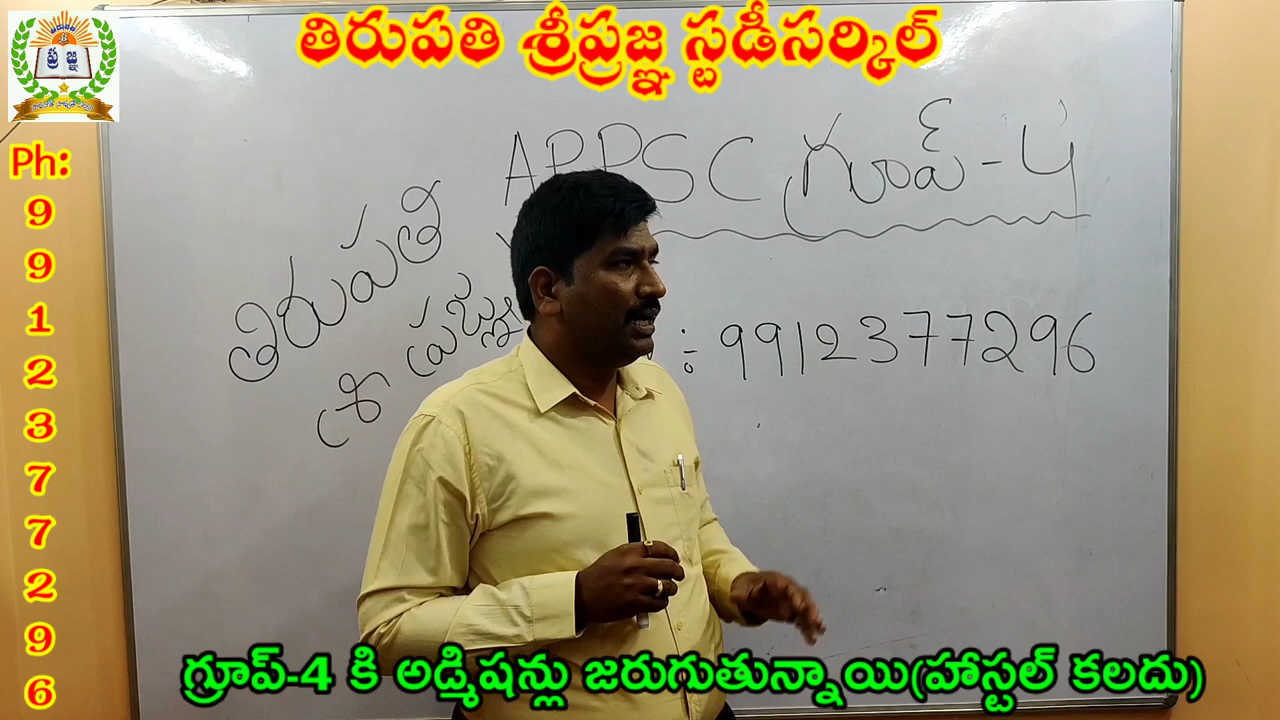 తిరుపతి శ్రీప్రజ్ఞ స్టడీసర్కిల్
ప్రజ్ఞ
Ph:
9
9
1
2
3
7
7
2
9
6
APPSC గ్రూప్-4
తిరుపతి
శ్రీ ప్రజ్ఞ
: 9912377296
గ్రూప్-4 కి అడ్మిషన్లు జరుగుతున్నాయి(హాస్టల్ కలదు)